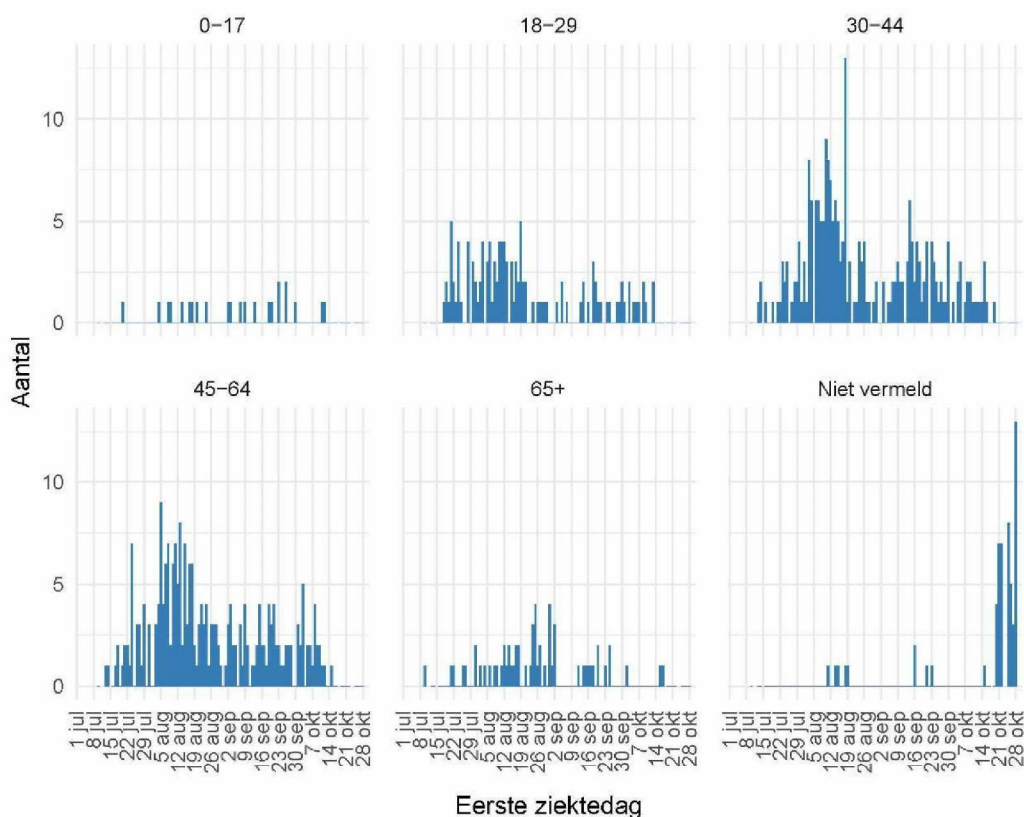 0−17
18−29
30−44
10
5
0
Aantal
45−64
65+
Niet vermeld
10
5
0
1 jul
8 jul
15 jul
22 jul
29 jul
5 aug
12 aug
19 aug
26 aug
2 sep
9 sep
16 sep
23 sep
30 sep
7 okt
14 okt
21 okt
28 okt
1 jul
8 jul
15 jul
22 jul
29 jul
5 aug
12 aug
19 aug
26 aug
2 sep
9 sep
16 sep
23 sep
30 sep
7 okt
14 okt
21 okt
28 okt
1 jul
8 jul
15 jul
22 jul
29 jul
5 aug
12 aug
19 aug
26 aug
2 sep
9 sep
16 sep
23 sep
30 sep
7 okt
14 okt
21 okt
28 okt
Eerste ziektedag